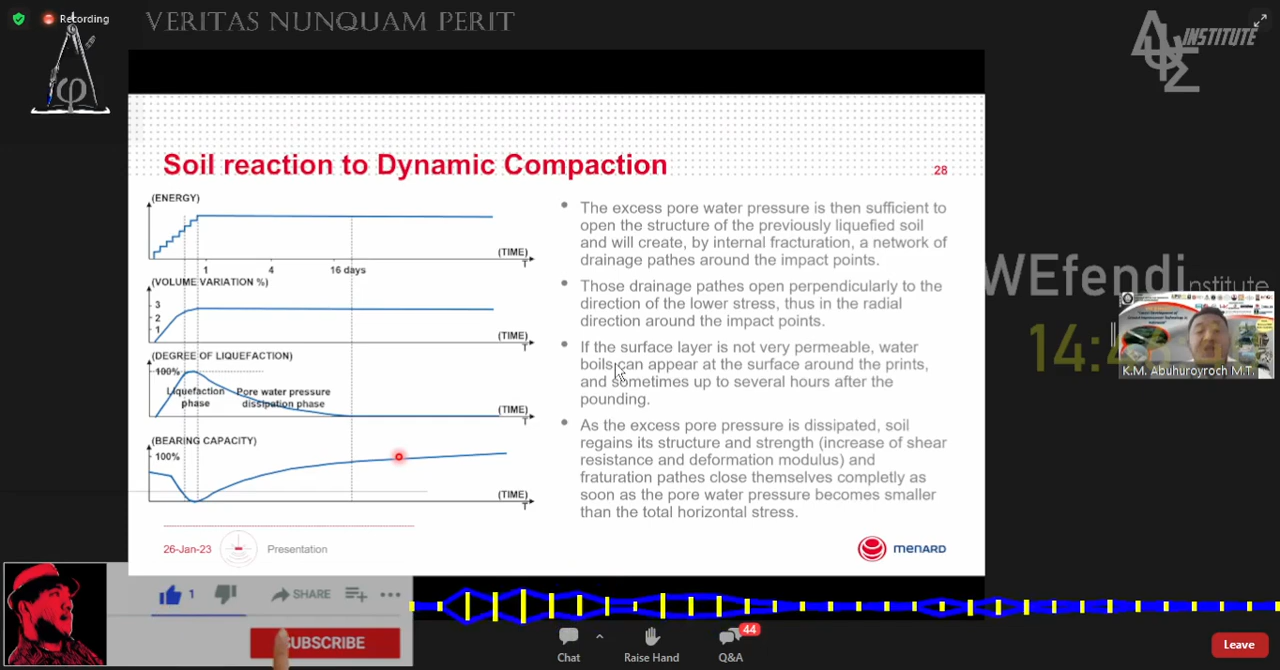 Recording
VERITAS NUNQUAM PERIT
INSTITUTE
Soil reaction to Dynamic Compaction
28
(ENERGY)
(TIME)
T
1 4 16 days
(VOLUME VARIATION %)
3
2
1
(TIME)
T
(DEGREE OF LIQUEFACTION)
100%
Liquefaction
phase
Pore water pressure
dissipation phase
(TIME)
T
(BEARING CAPACITY)
100%
(TIME)
T
• The excess pore water pressure is then sufficient to
open the structure of the previously liquefied soil
and will create, by internal fracturation, a network of
drainage pathes around the impact points.
• Those drainage pathes open perpendicularly to the
direction of the lower stress, thus in the radial
direction around the impact points.
• If the surface layer is not very permeable, water
boils can appear at the surface around the prints,
and sometimes up to several hours after the
pounding.
• As the excess pore pressure is dissipated, soil
regains its structure and strength (increase of shear
resistance and deformation modulus) and
fraturation pathes close themselves completly as
soon as the pore water pressure becomes smaller
than the total horizontal stress.
26-Jan-23
Presentation
MENARD
WEfendi
nstitute
K.M. Abuhuroyroch M.T.
1
SHARE
SUBSCRIBE
Chat
Raise Hand
44
Q&A
Leave